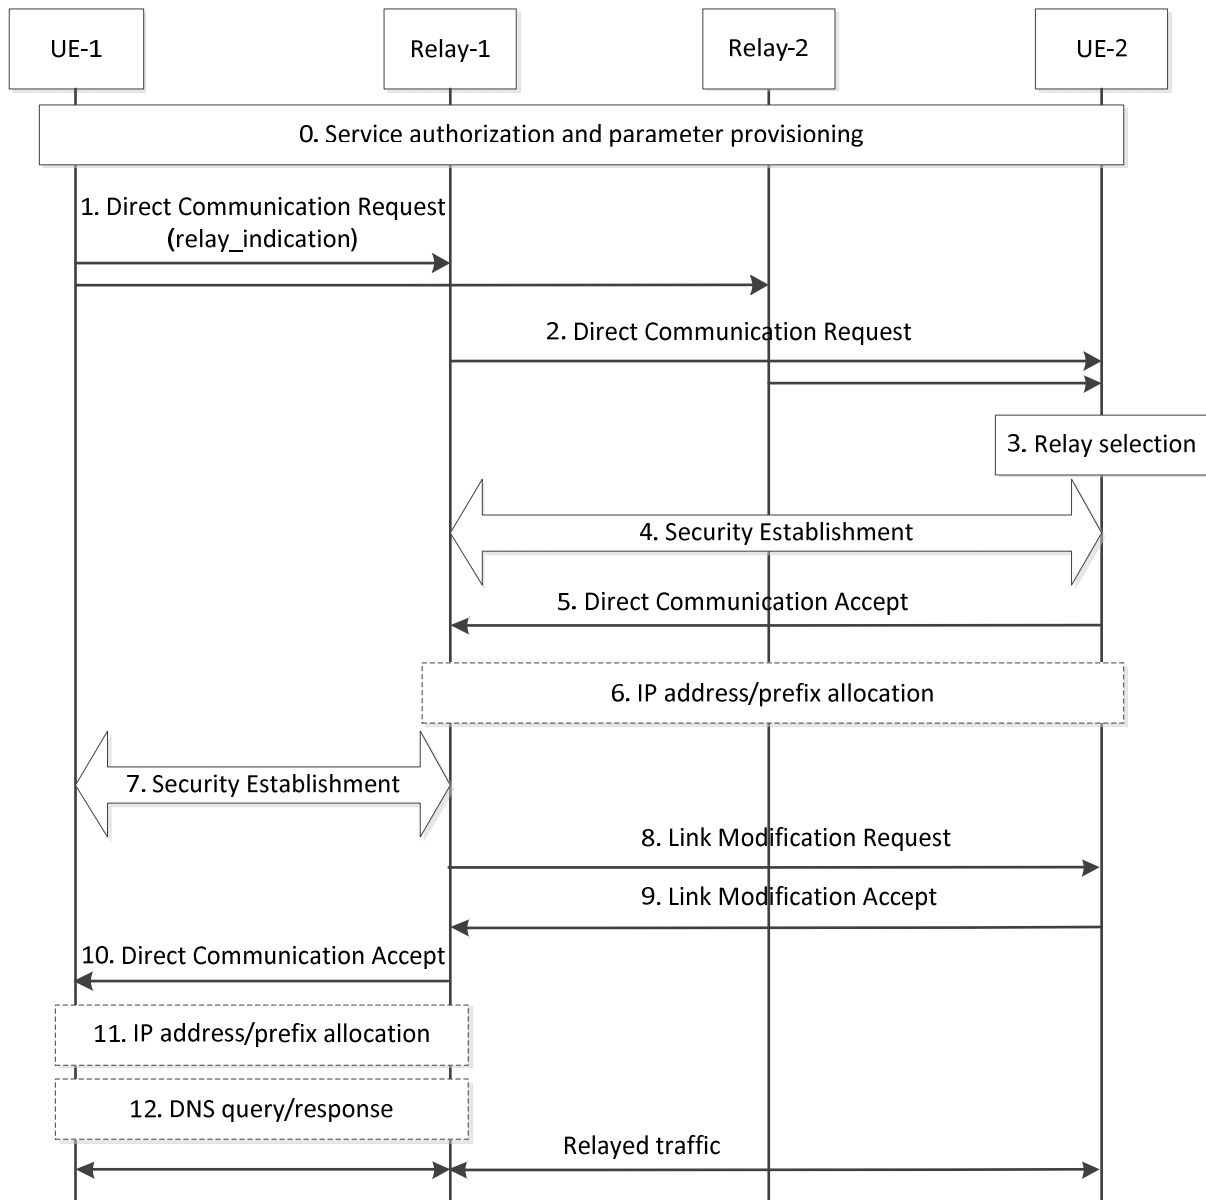 UE-1
Relay-1
Relay-2
UE-2
0. Service authorization and parameter provisioning
1. Direct Communication Request
(relay_indication)
2. Direct Communication Request
3. Relay selection
4. Security Establishment
5. Direct Communication Accept
6. IP address/prefix allocation
7. Security Establishment
8. Link Modification Request
9. Link Modification Accept
10. Direct Communication Accept
11. IP address/prefix allocation
12. DNS query/response
Relayed traffic